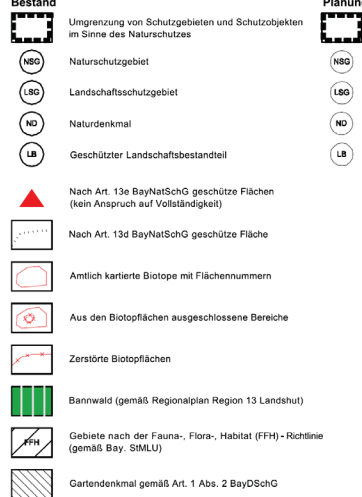 Bestand Planung
Umgrenzung von Schutzgebieten und Schutzobjekten
im Sinne des Naturschutzes
NSG Naturschutzgebiet NSG
LSG Landschaftsschutzgebiet LSG
ND Naturdenkmal ND
LB Geschützter Landschaftsbestandteil LB
Nach Art. 13e BayNatSchG geschütze Flächen
(kein Anspruch auf Vollständigkeit)
Nach Art. 13d BayNatSchG geschütze Fläche
Amtlich kartierte Biotope mit Flächennummern
Aus den Biotopflächen ausgeschlossene Bereiche
Zerstörte Biotopflächen
Bannwald (gemäß Regionalplan Region 13 Landshut)
FFH Gebiete nach der Fauna-, Flora-, Habitat (FFH) - Richtlinie
(gemäß Bay. StMLU)
Gartendenkmal gemäß Art. 1 Abs. 2 BayDSchG